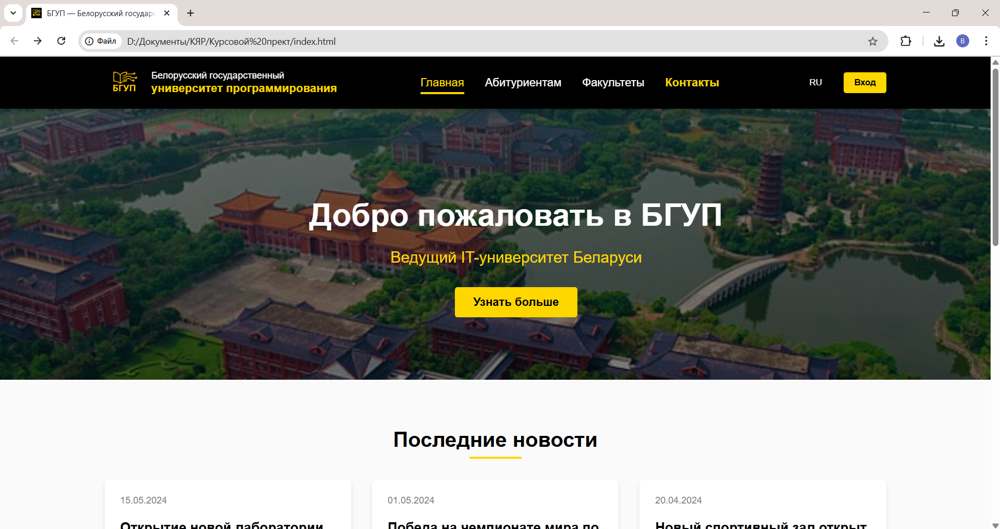 БГУП — Белорусский государс
Файл
D:/Документы/КЯР/Курсовой%20прект/index.html
В
БГУП
Белорусский государственный
университет программирования
Главная
Абитуриентам
Факультеты
Контакты
RU
Вход
Добро пожаловать в БГУП
Ведущий IT-университет Беларуси
Узнать больше
Последние новости
15.05.2024
Открытие новой лаборатории
01.05.2024
Победа на чемпионате мира по
20.04.2024
Новый спортивный зал открыт